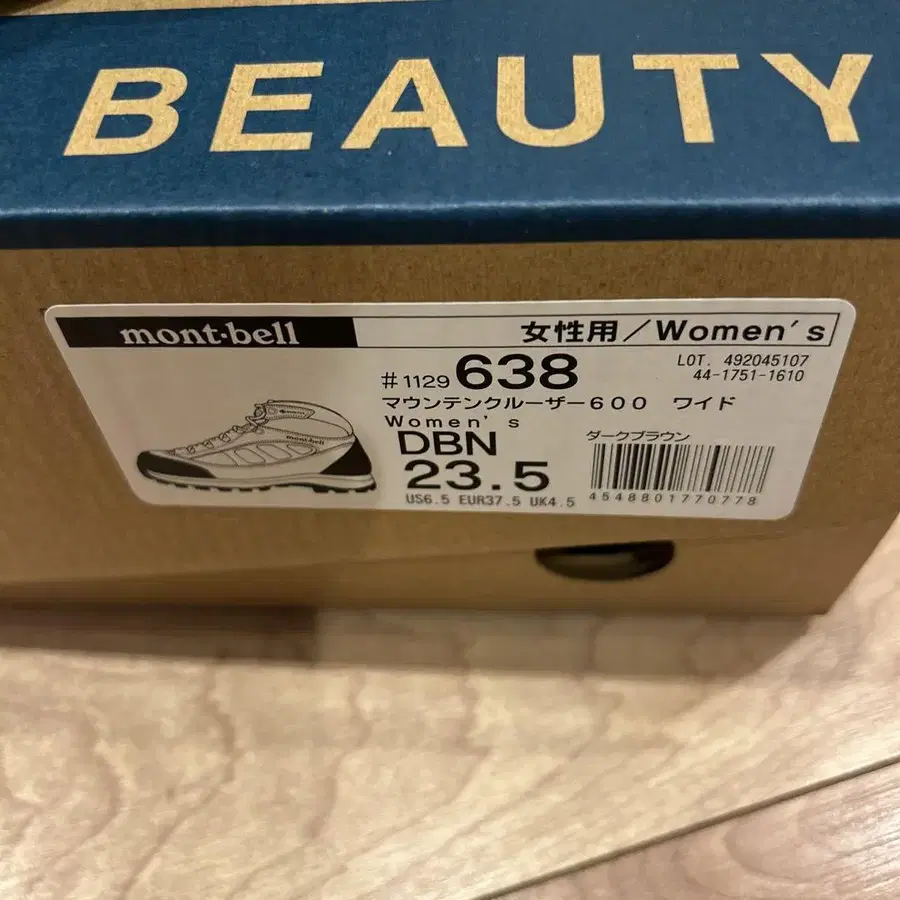 BEAUTY
mont-bell 女性用/Women's
#1129 638 LOT. 492045107
44-1751-1610
マウンテンクルーザー600 ワイド
Women's
mont-bell
DBN ダークブラウン
23.5
US6.5 EUR37.5 UK4.5
4548801770778